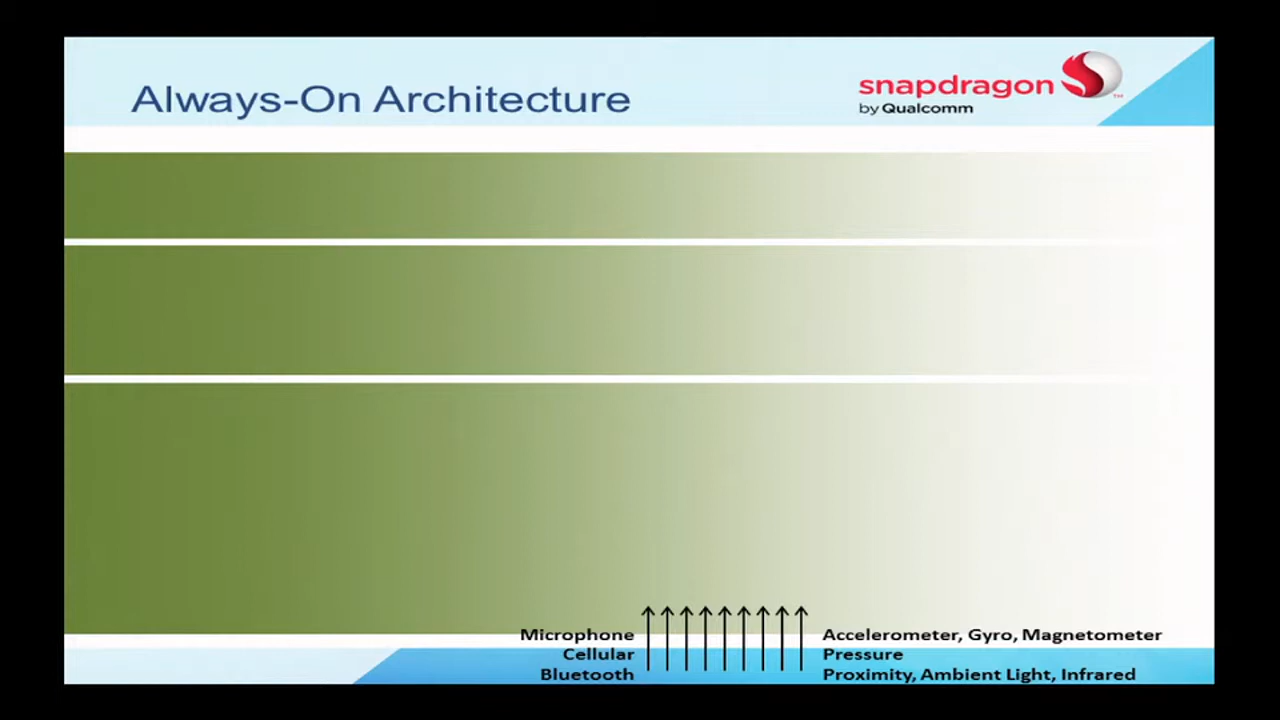 Always-On Architecture
snapdragon
by Qualcomm
Microphone
Cellular
Bluetooth
Accelerometer, Gyro, Magnetometer
Pressure
Proximity, Ambient Light, Infrared